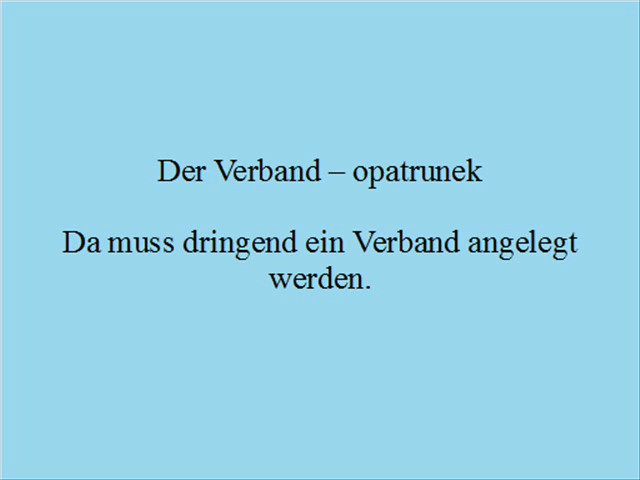 Der Verband – opatrunek
Da muss dringend ein Verband angelegt
werden.